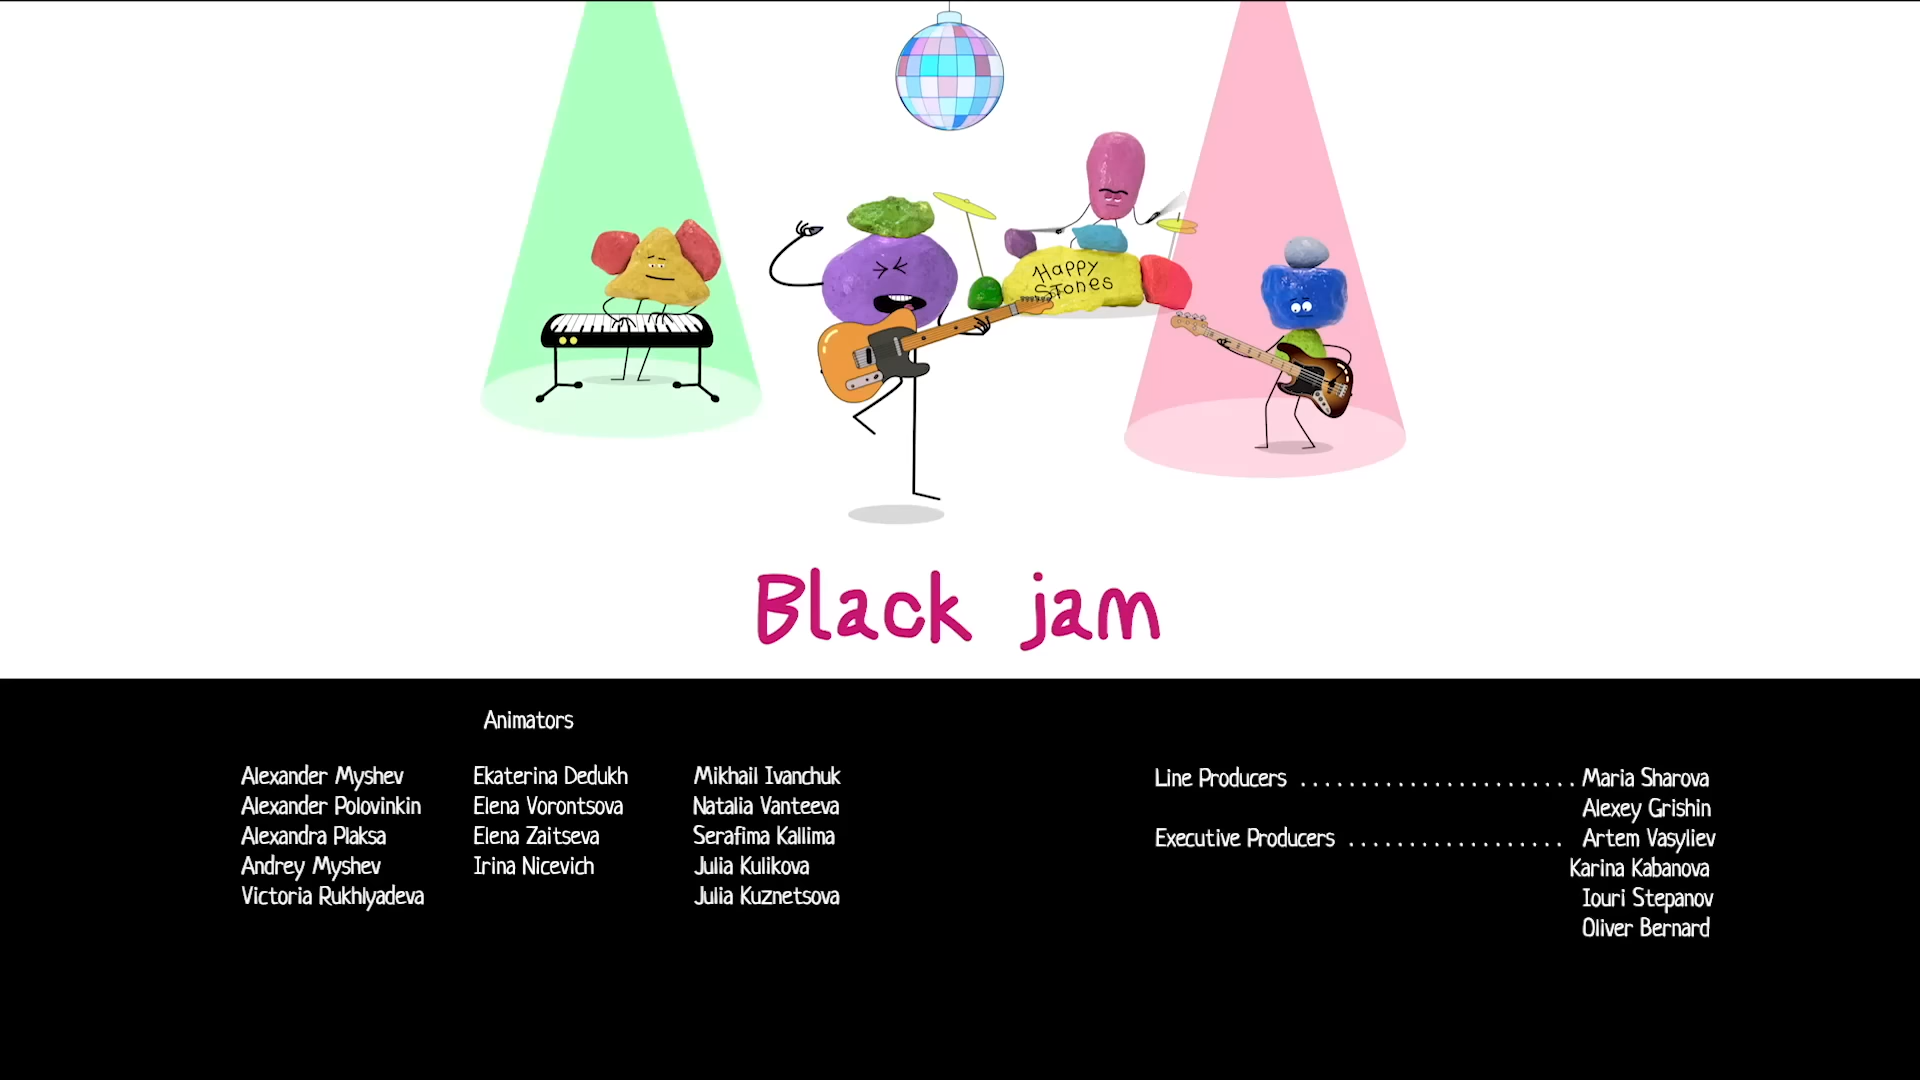 Happy
Stones
Black jam
Animators
Alexander Myshev
Alexander Polovinkin
Alexandra Plaksa
Andrey Myshev
Victoria Rukhlyadeva
Ekaterina Dedukh
Elena Vorontsova
Elena Zaitseva
Irina Nicevich
Mikhail Ivanchuk
Natalia Vanteeva
Serafima Kallima
Julia Kulikova
Julia Kuznetsova
Line Producers ....................... Maria Sharova
Alexey Grishin
Executive Producers .................. Artem Vasyliev
Karina Kabanova
Iouri Stepanov
Oliver Bernard